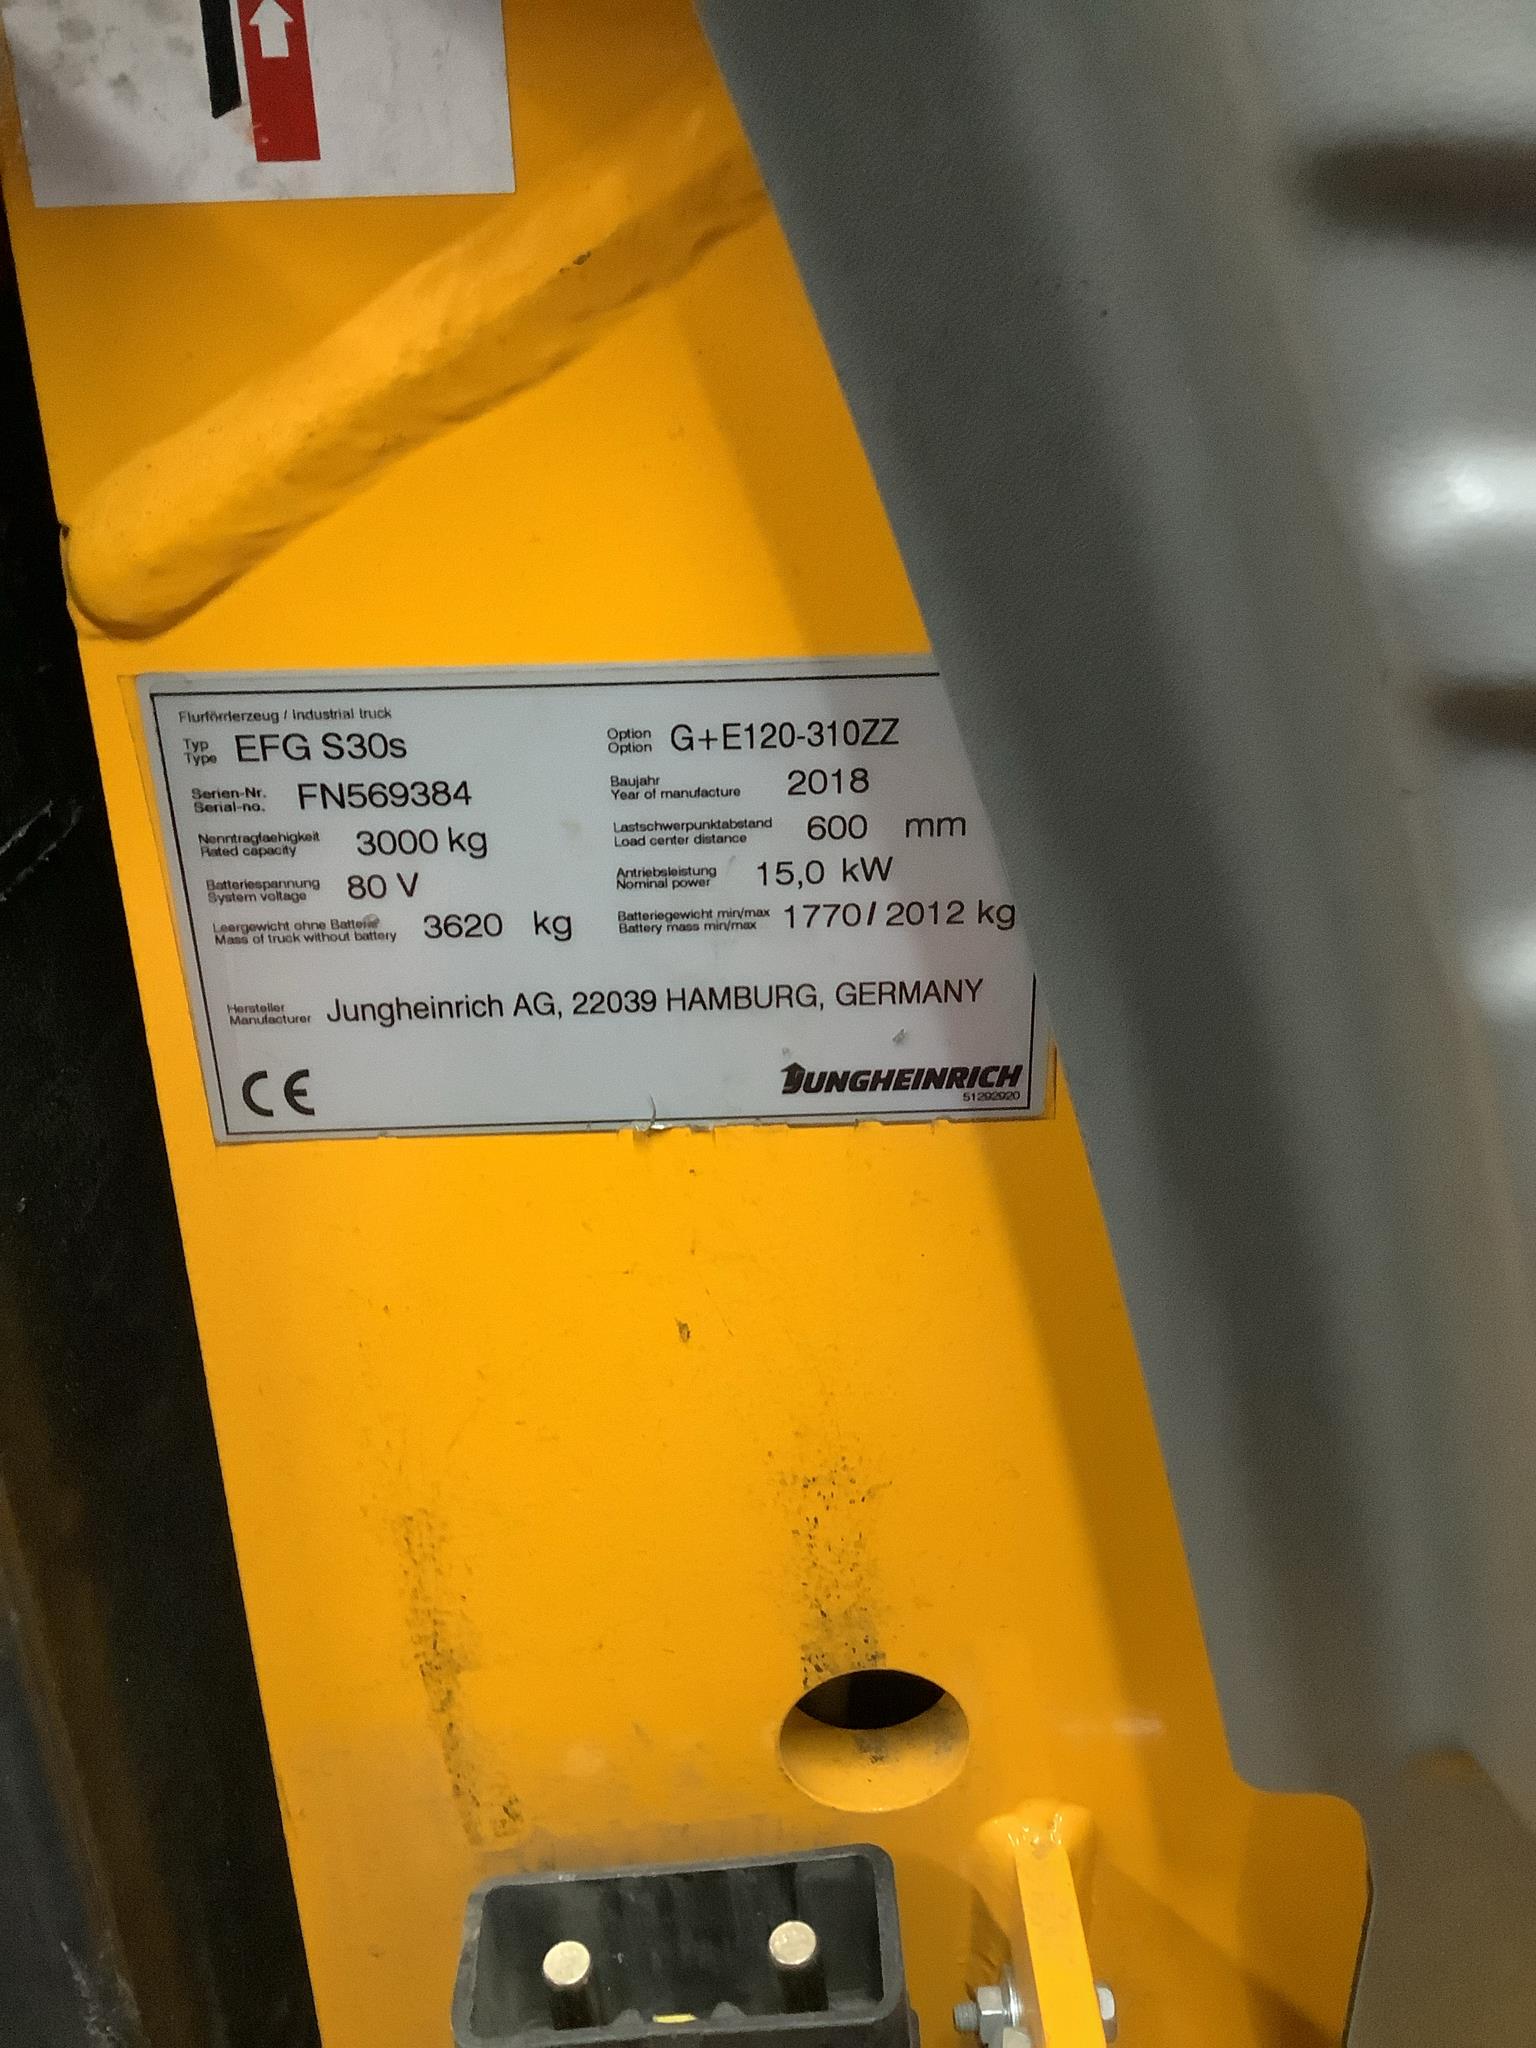 Flurförderzeug / Industrial truck
Typ
Type EFG S30s
Option
Option G+E120-310ZZ
Serien-Nr.
Serial-no. FN569384
Baujahr
Year of manufacture 2018
Nenntragfaehigkeit
Rated capacity 3000 kg
Lastschwerpunktabstand
Load center distance 600 mm
Batteriespannung
System voltage 80 V
Antriebsleistung
Nominal power 15,0 kW
Leergewicht ohne Batterie
Mass of truck without battery 3620 kg
Batteriegewicht min/max
Battery mass min/max 1770/2012 kg
Hersteller
Manufacturer Jungheinrich AG, 22039 HAMBURG, GERMANY
CE
JUNGHEINRICH
51292920